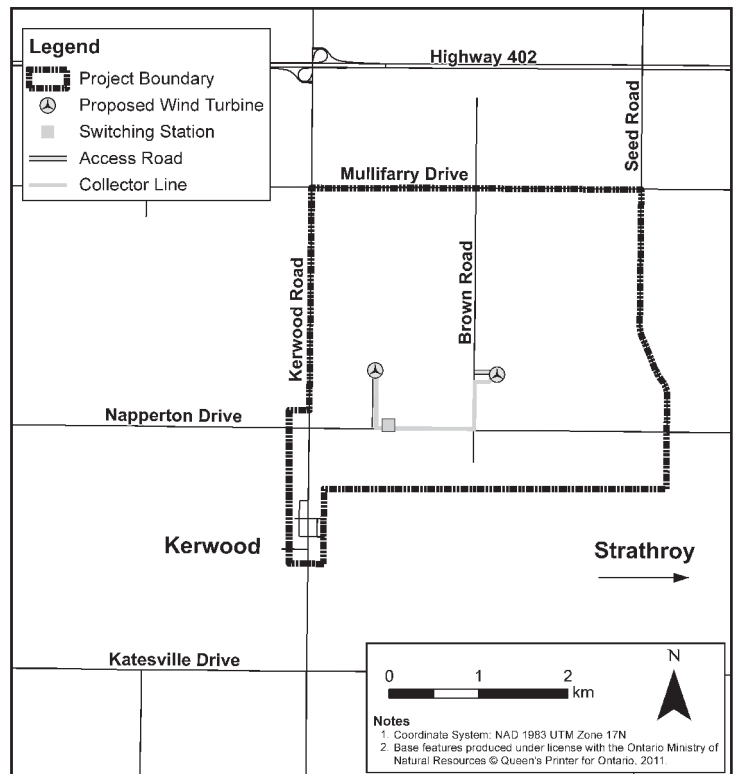 Legend
Project Boundary
Proposed Wind Turbine
Switching Station
Access Road
Collector Line
Highway 402
Seed Road
Mullifarry Drive
Kerwood Road
Brown Road
Napperton Drive
Kerwood
Strathroy
Katesville Drive
0 1 2
km
N
Notes
1. Coordinate System: NAD 1983 UTM Zone 17N
2. Base features produced under license with the Ontario Ministry of
Natural Resources © Queen's Printer for Ontario, 2011.